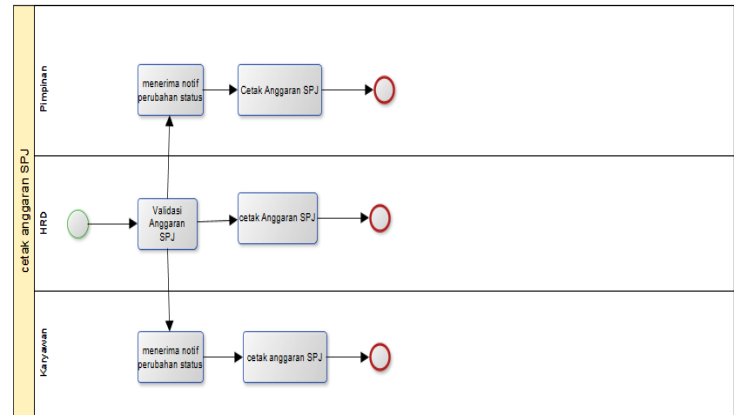 cetak anggaran SPJ
Pimpinan
menerima notif
perubahan status
Cetak Anggaran SPJ
HRD
Validasi
Anggaran
SPJ
cetak Anggaran SPJ
Karyawan
menerima notif
perubahan status
cetak anggaran SPJ